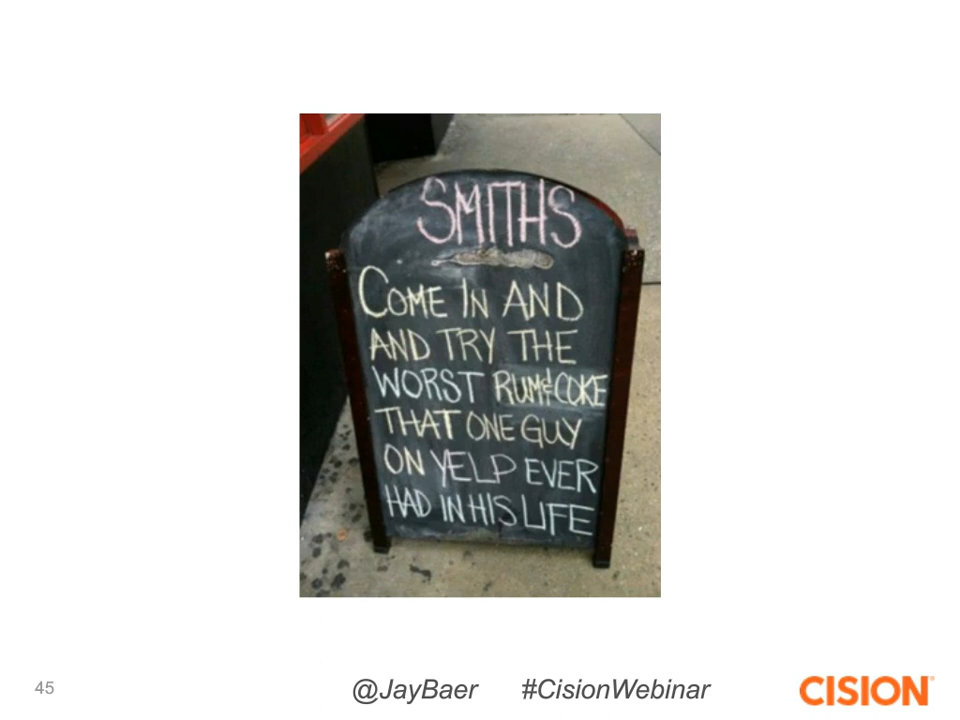 SMITHS
COME IN AND
AND TRY THE
WORST RUM & COKE
THAT ONE GUY
ON YELP EVER
HAD IN HIS LIFE
45 @JayBaer #CisionWebinar CISION®